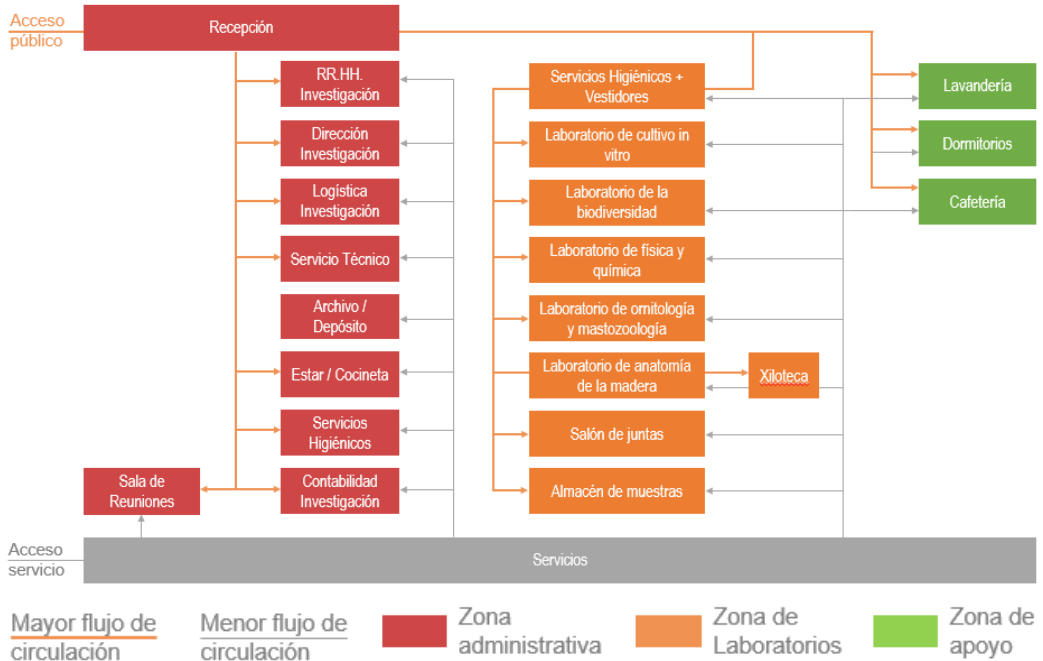 Acceso
público
Recepción
RR.HH.
Investigación
Dirección
Investigación
Logística
Investigación
Servicio Técnico
Archivo /
Depósito
Estar / Cocineta
Servicios
Higiénicos
Contabilidad
Investigación
Sala de
Reuniones
Servicios Higiénicos +
Vestidores
Laboratorio de cultivo in
vitro
Laboratorio de la
biodiversidad
Laboratorio de física y
química
Laboratorio de ornitología
y mastozoología
Laboratorio de anatomía
de la madera
Xiloteca
Salón de juntas
Almacén de muestras
Lavandería
Dormitorios
Cafetería
Acceso
servicio
Servicios
Mayor flujo de
circulación
Menor flujo de
circulación
Zona
administrativa
Zona de
Laboratorios
Zona de
apoyo